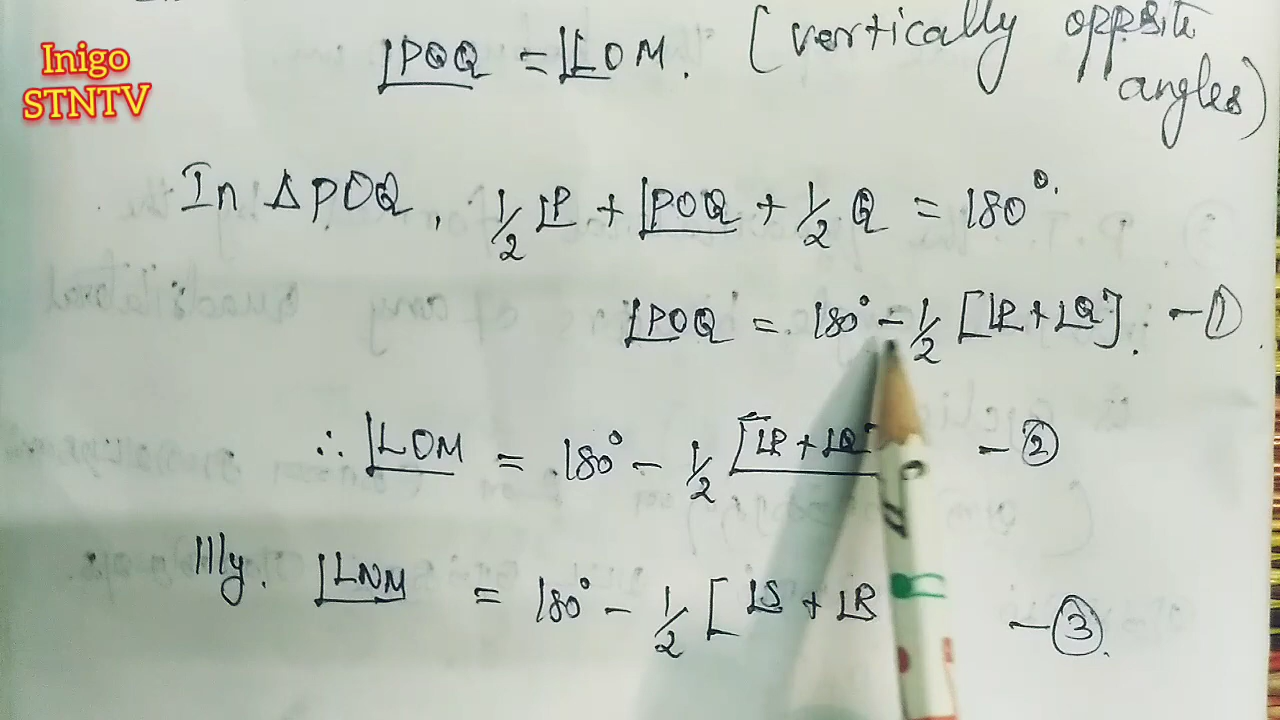 Inigo
STNTV
∠POQ = ∠LOM. (vertically opposite
angles)
In ΔPOQ, 1/2 ∠P + ∠POQ + 1/2 Q = 180°.
∠POQ = 180° - 1/2 [∠P + ∠Q]. - ①
∴ ∠LOM = 180° - 1/2 [∠P + ∠Q - ②
Illly. ∠LNM = 180° - 1/2 [∠S + ∠R - ③.